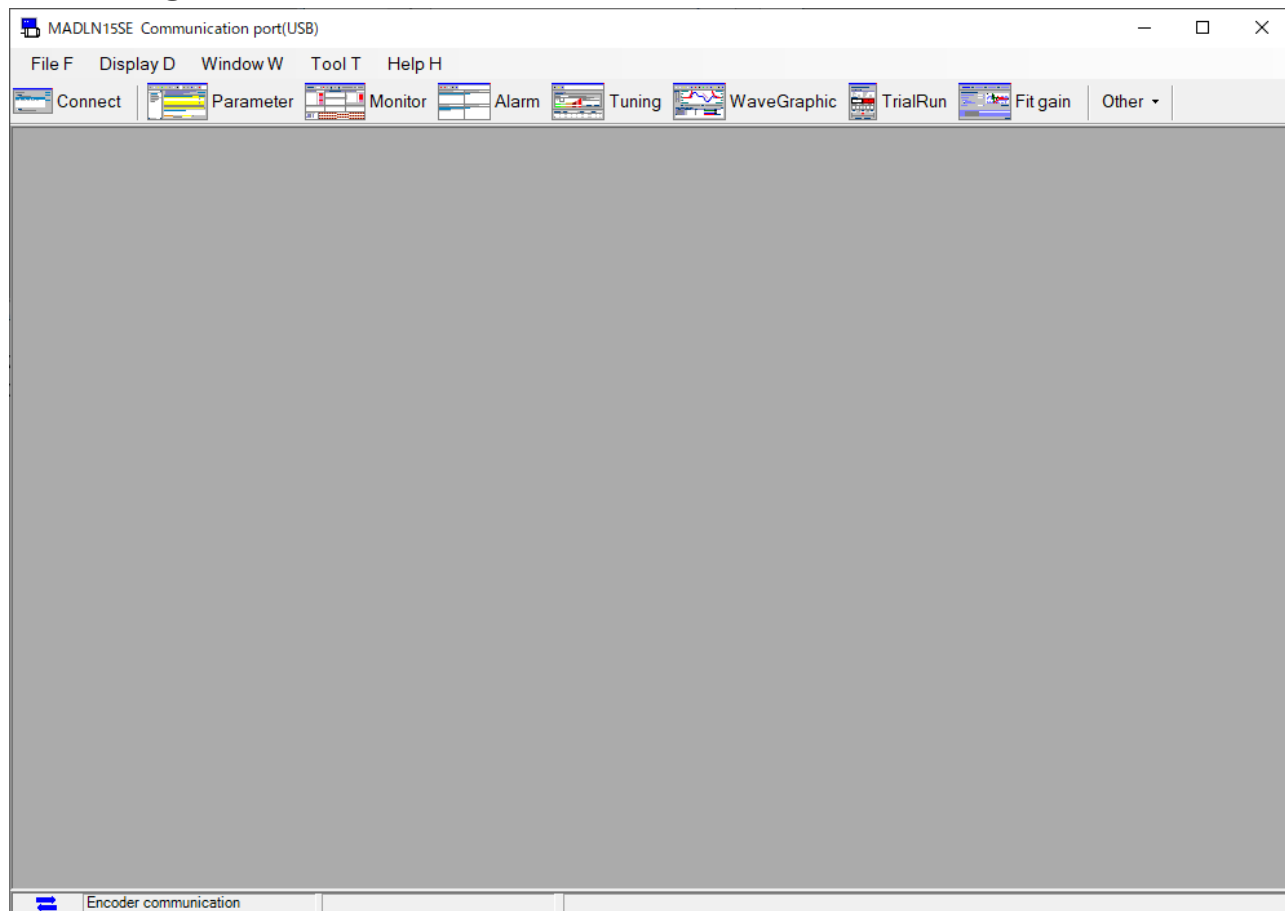 MADLN15SE Communication port(USB)
File F Display D Window W Tool T Help H
Connect Parameter Monitor Alarm Tuning WaveGraphic TrialRun Fit gain Other
Encoder communication